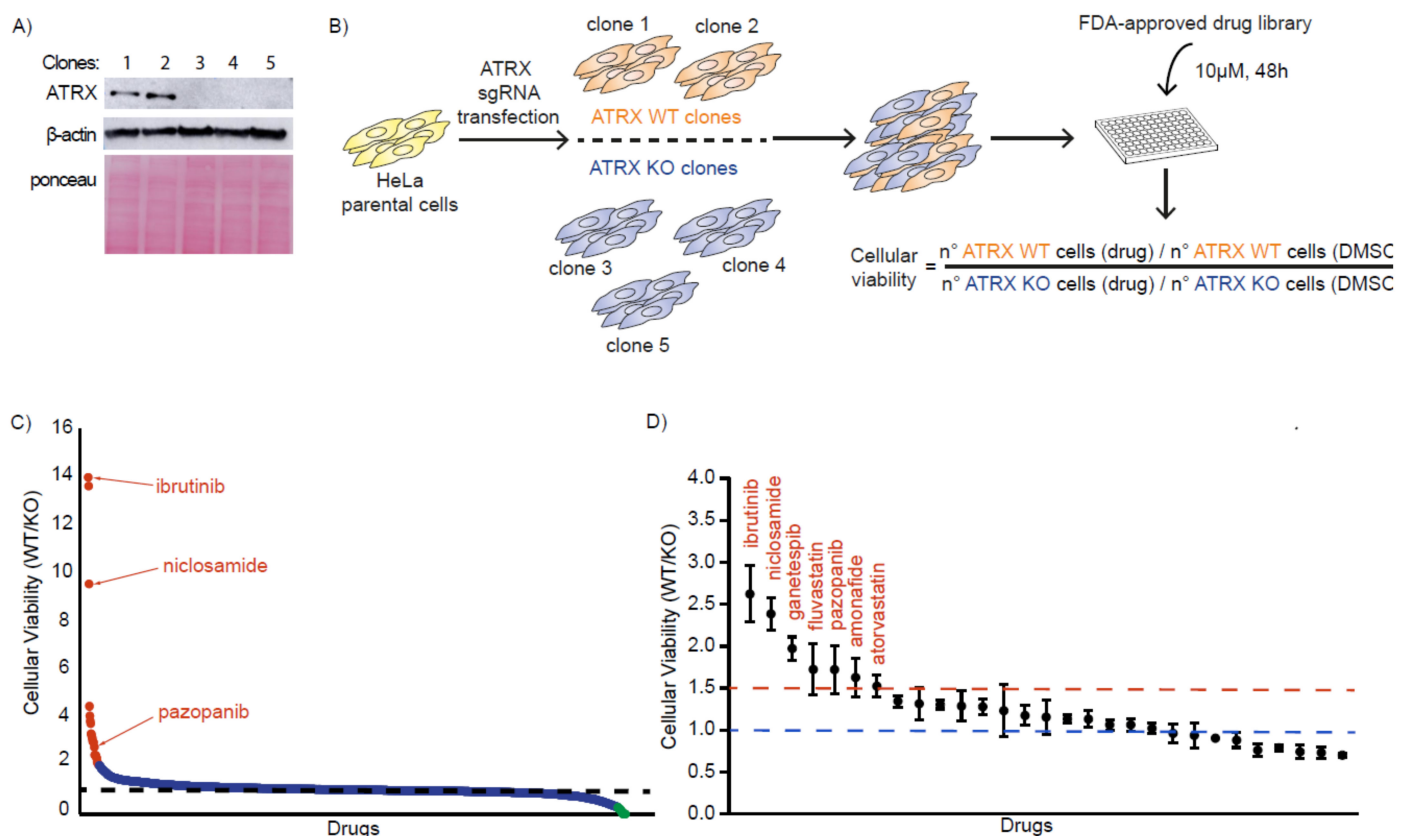 A)
Clones: 1 2 3 4 5
ATRX
β-actin
ponceau
B)
HeLa
parental cells
ATRX
sgRNA
transfection
clone 1
clone 2
ATRX WT clones
ATRX KO clones
clone 3
clone 4
clone 5
FDA-approved drug library
10µM, 48h
Cellular
viability
=
n° ATRX WT cells (drug) / n° ATRX WT cells (DMSC
n° ATRX KO cells (drug) / n° ATRX KO cells (DMSC
C)
Cellular Viability (WT/KO)
16
14
12
10
8
6
4
2
0
ibrutinib
niclosamide
pazopanib
Drugs
D)
Cellular Viability (WT/KO)
4.0
3.5
3.0
2.5
2.0
1.5
1.0
0.5
0.0
ibrutinib
niclosamide
ganetespib
fluvastatin
pazopanib
amonafide
atorvastatin
Drugs